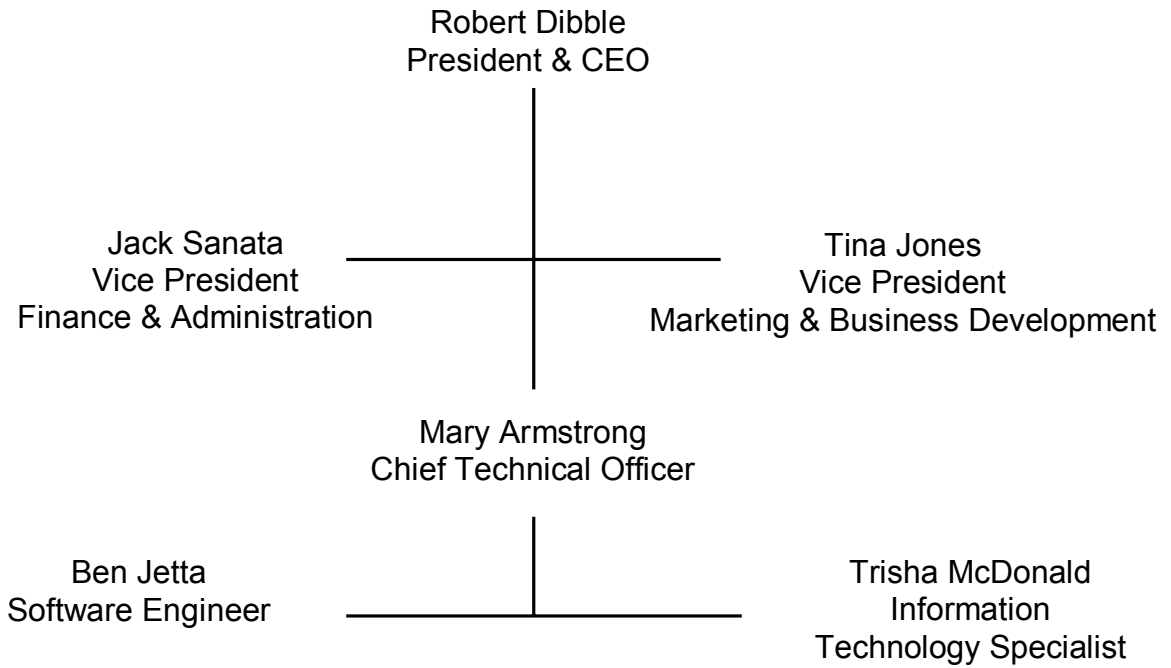 Robert Dibble
President & CEO
Jack Sanata
Vice President
Finance & Administration
Tina Jones
Vice President
Marketing & Business Development
Mary Armstrong
Chief Technical Officer
Ben Jetta
Software Engineer
Trisha McDonald
Information
Technology Specialist